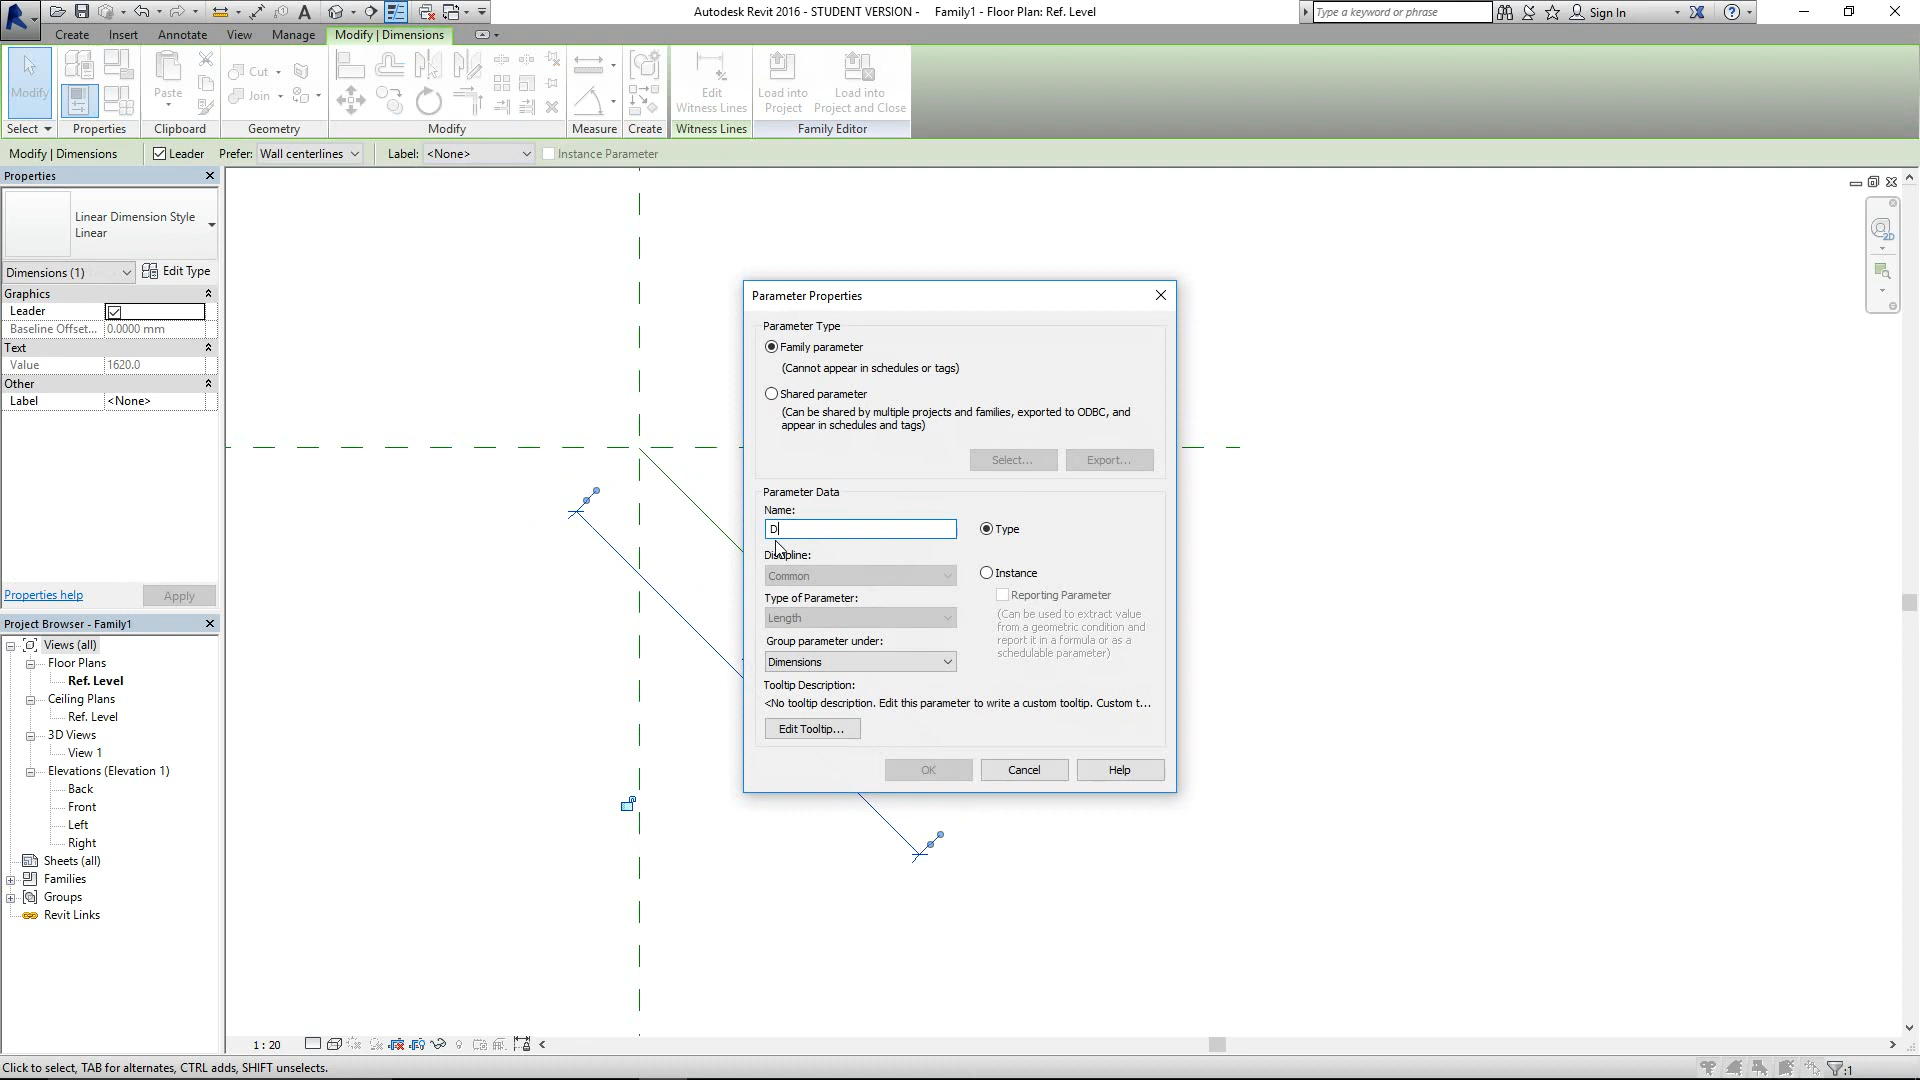 Autodesk Revit 2016 - STUDENT VERSION - Family1 - Floor Plan: Ref. Level
Type a keyword or phrase
Sign In
Create Insert Annotate View Manage Modify | Dimensions
Modify
Paste
Cut
Join
Edit
Witness Lines
Load into
Project
Load into
Project and Close
Select Properties Clipboard Geometry Modify Measure Create Witness Lines Family Editor
Modify | Dimensions Leader Prefer: Wall centerlines Label: <None> Instance Parameter
Properties
Linear Dimension Style
Linear
Dimensions (1) Edit Type
Graphics
Leader
Baseline Offset... 0.0000 mm
Text
Value 1620.0
Other
Label <None>
Properties help Apply
Project Browser - Family1
Views (all)
Floor Plans
Ref. Level
Ceiling Plans
Ref. Level
3D Views
View 1
Elevations (Elevation 1)
Back
Front
Left
Right
Sheets (all)
Families
Groups
Revit Links
Parameter Properties
Parameter Type
Family parameter
(Cannot appear in schedules or tags)
Shared parameter
(Can be shared by multiple projects and families, exported to ODBC, and
appear in schedules and tags)
Select... Export...
Parameter Data
Name:
D
Type
Discipline:
Common
Instance
Type of Parameter:
Reporting Parameter
Length
(Can be used to extract value
from a geometric condition and
report it in a formula or as a
schedulable parameter)
Group parameter under:
Dimensions
Tooltip Description:
<No tooltip description. Edit this parameter to write a custom tooltip. Custom t...
Edit Tooltip...
OK Cancel Help
2D
1 : 20
Click to select, TAB for alternates, CTRL adds, SHIFT unselects.
:1